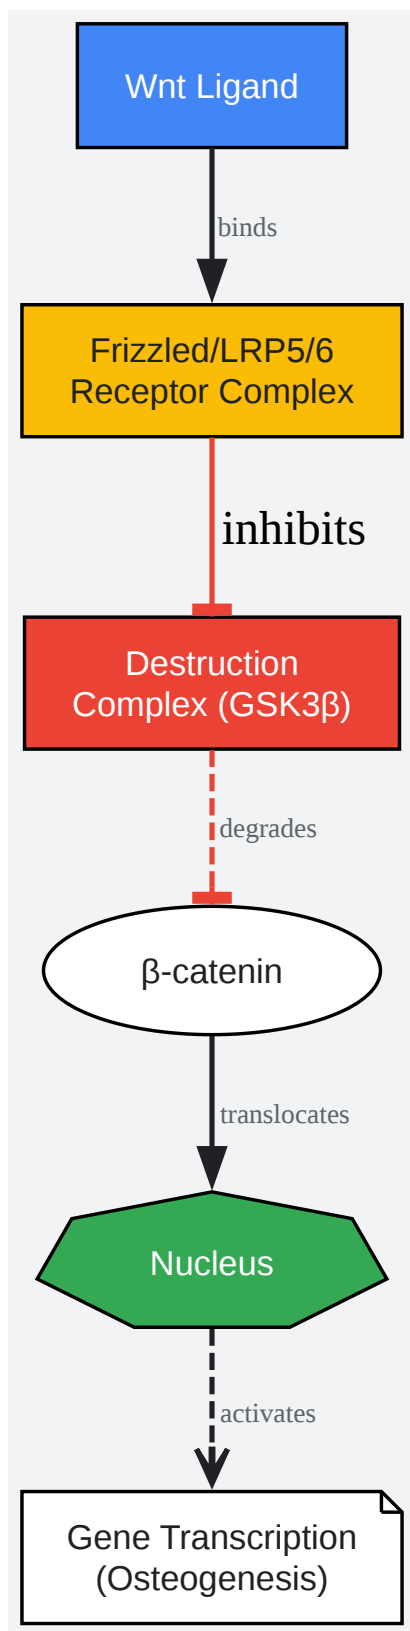 Wnt Ligand
binds
Frizzled/LRP5/6
Receptor Complex
inhibits
Destruction
Complex (GSK3β)
degrades
β-catenin
translocates
Nucleus
activates
Gene Transcription
(Osteogenesis)